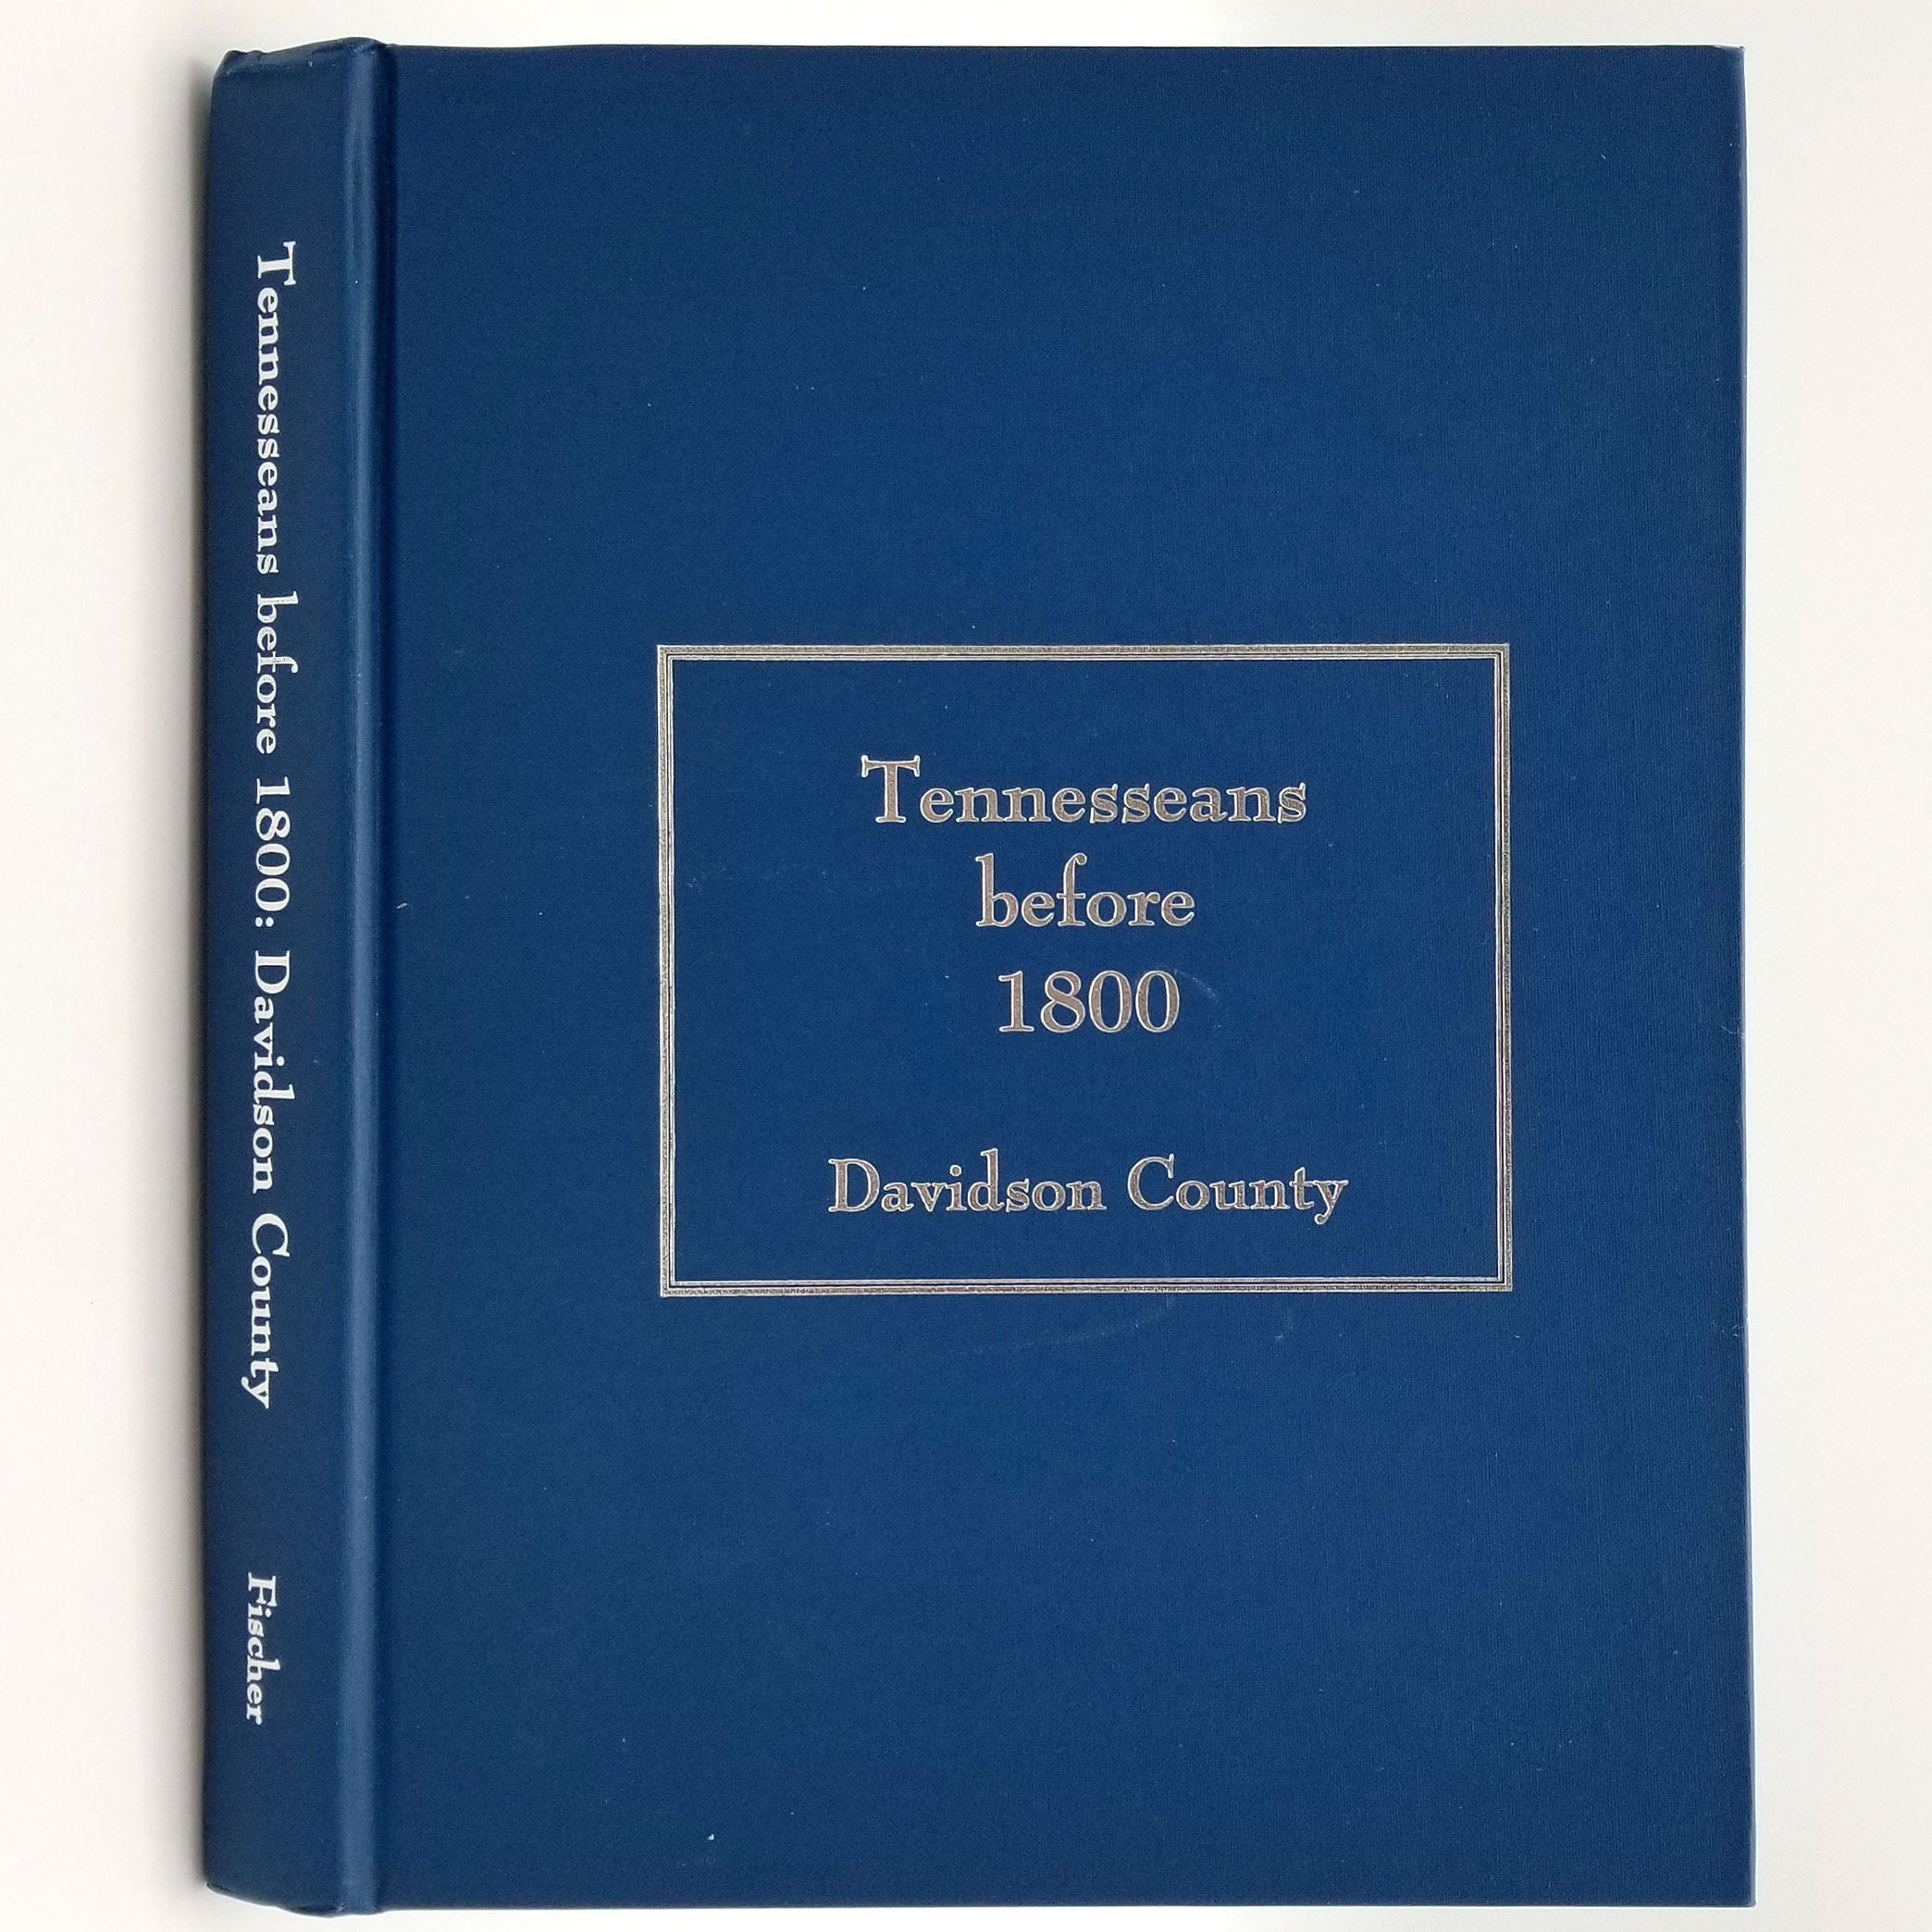 Tennesseans before 1800: Davidson County Fischer
Tennesseans
before
1800
Davidson County